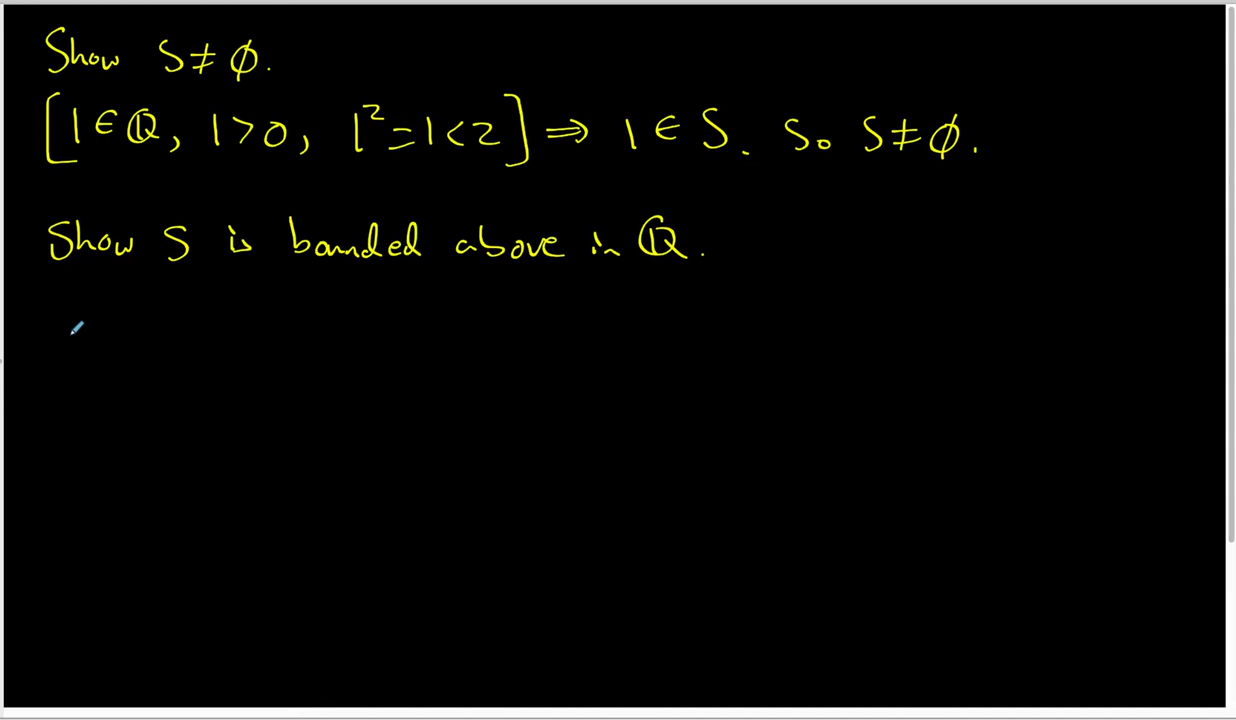 Show S ≠ ∅.
[1 ∈ ℚ, 1 > 0, 1² = 1 < 2] ⇒ 1 ∈ S. So S ≠ ∅.
Show S is bounded above in ℚ.